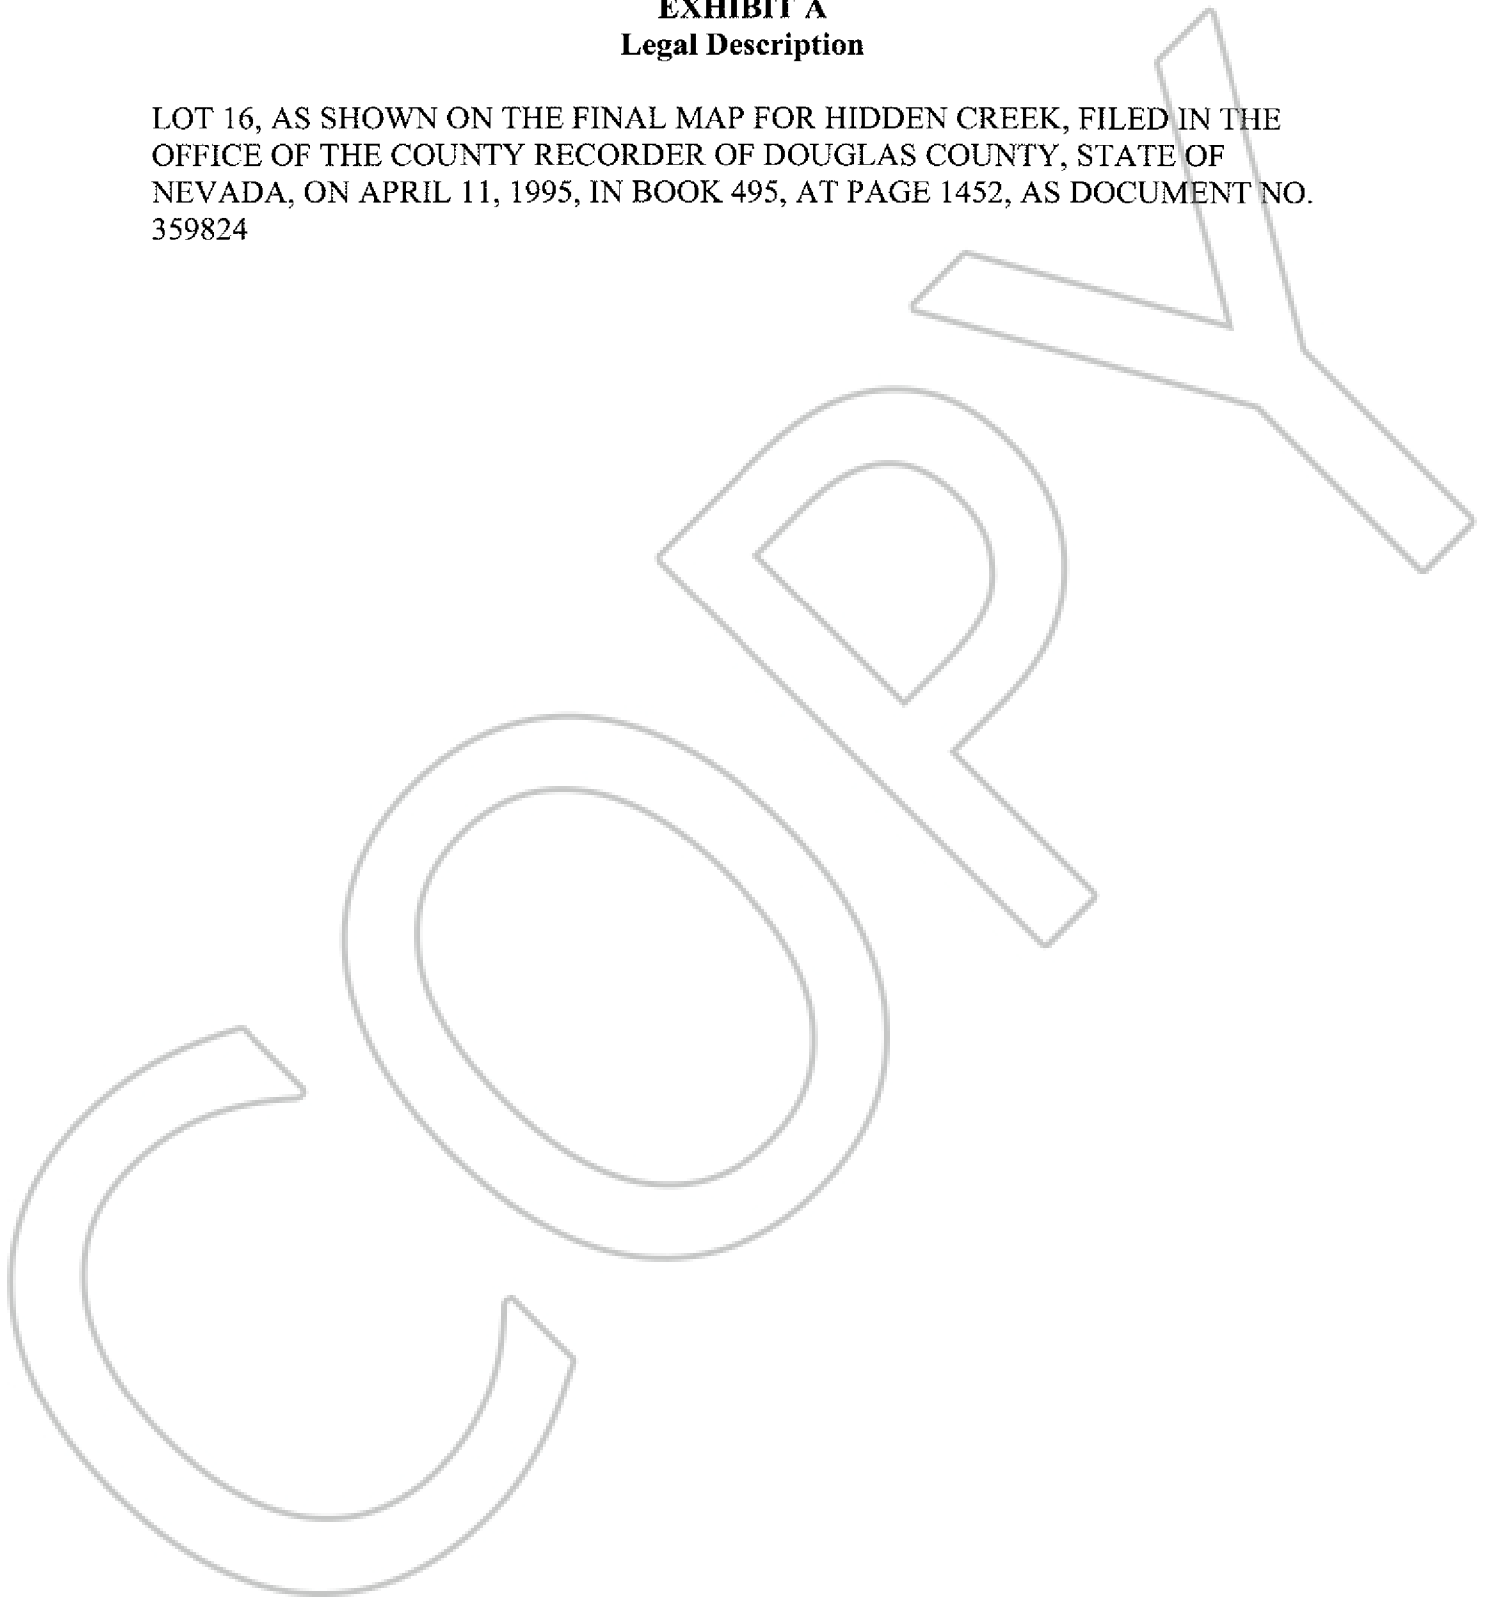 EXHIBIT A
Legal Description
LOT 16, AS SHOWN ON THE FINAL MAP FOR HIDDEN CREEK, FILED IN THE
OFFICE OF THE COUNTY RECORDER OF DOUGLAS COUNTY, STATE OF
NEVADA, ON APRIL 11, 1995, IN BOOK 495, AT PAGE 1452, AS DOCUMENT NO.
359824
COPY